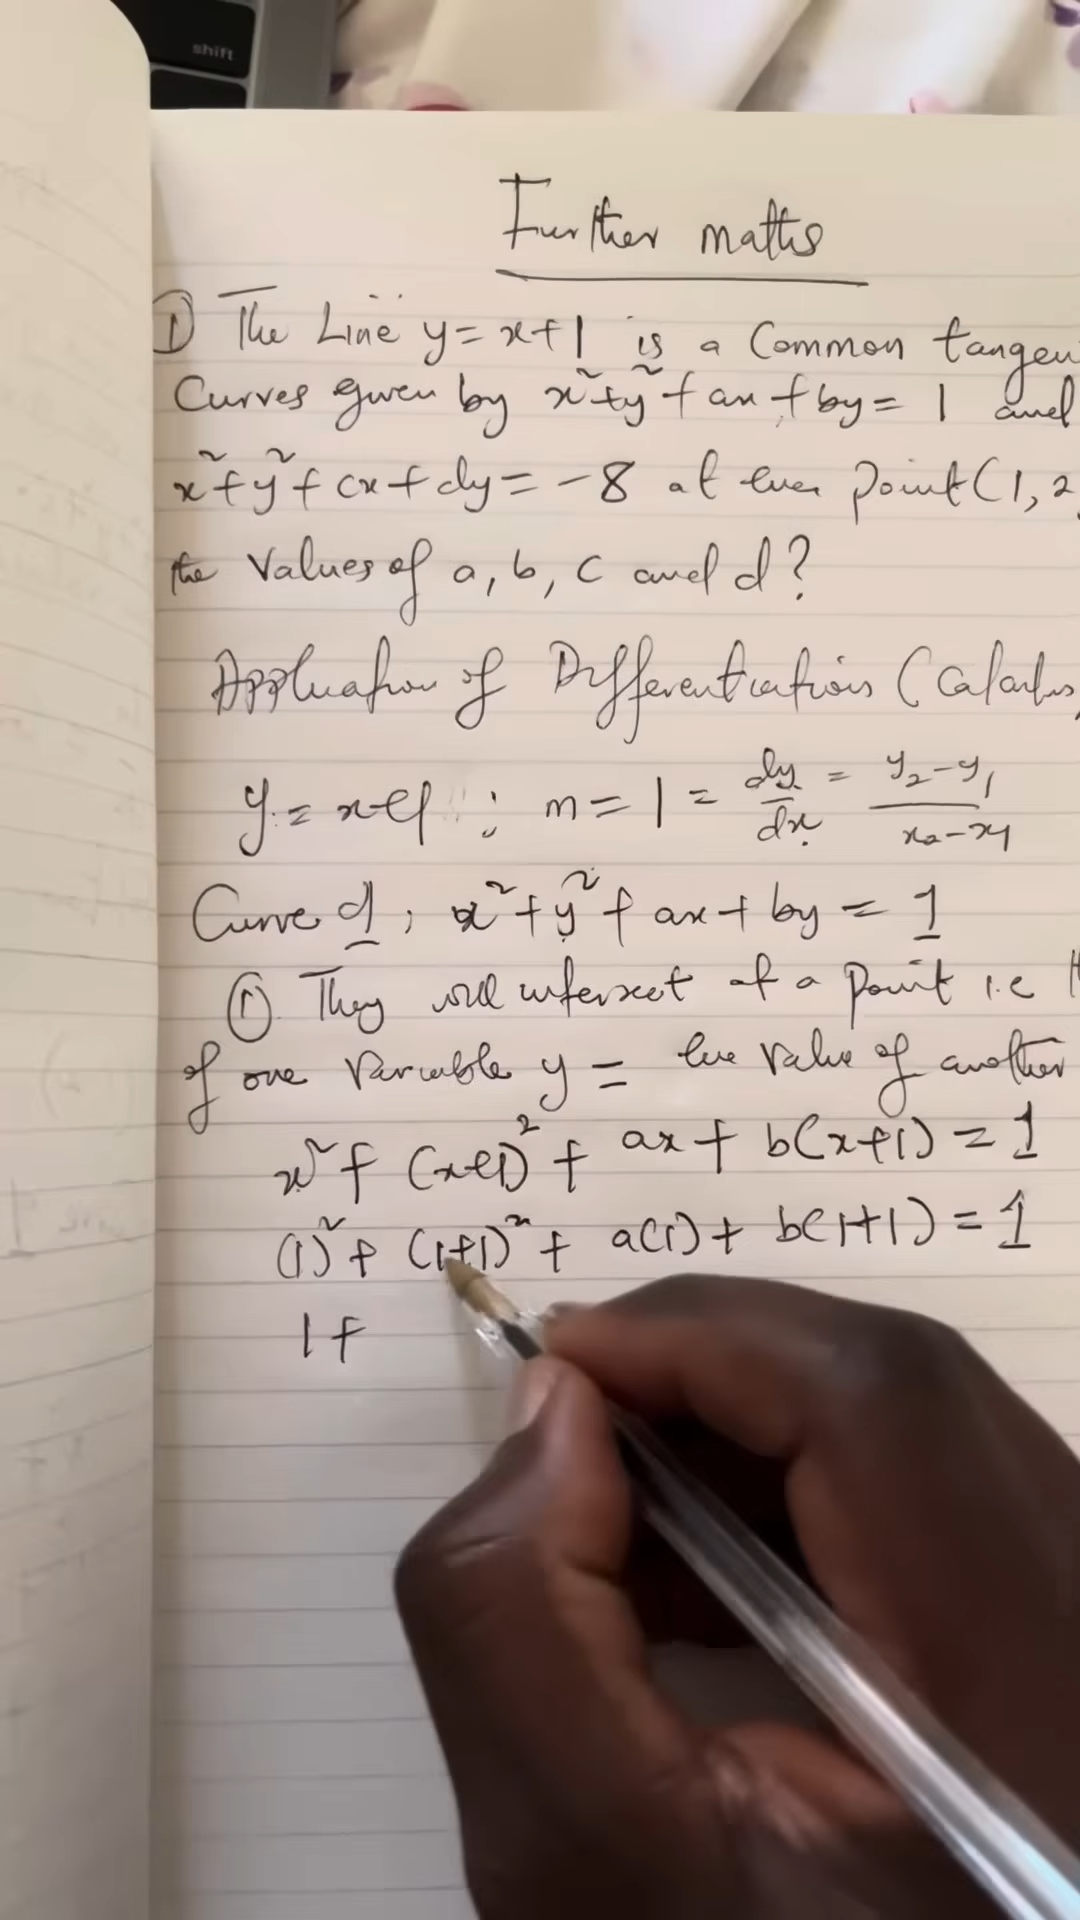 shift
Further maths
① The Line y = x+1 is a Common tangen
Curves given by x²+y²+ax+by = 1 and
x²+y²+cx+dy = -8 at the point (1, 2
the values of a, b, c and d?
Application of Differentiation (Calculus
y = x+1 ; m = 1 = dy/dx = y₂-y₁/x₂-x₁
Curve 1, x²+y²+ax+by = 1
① They will intersect at a point i.e
of one variable y = the value of another
x² + (x+1)² + ax + b(x+1) = 1
(1)² + (1+1)² + a(1) + b(1+1) = 1
1 +